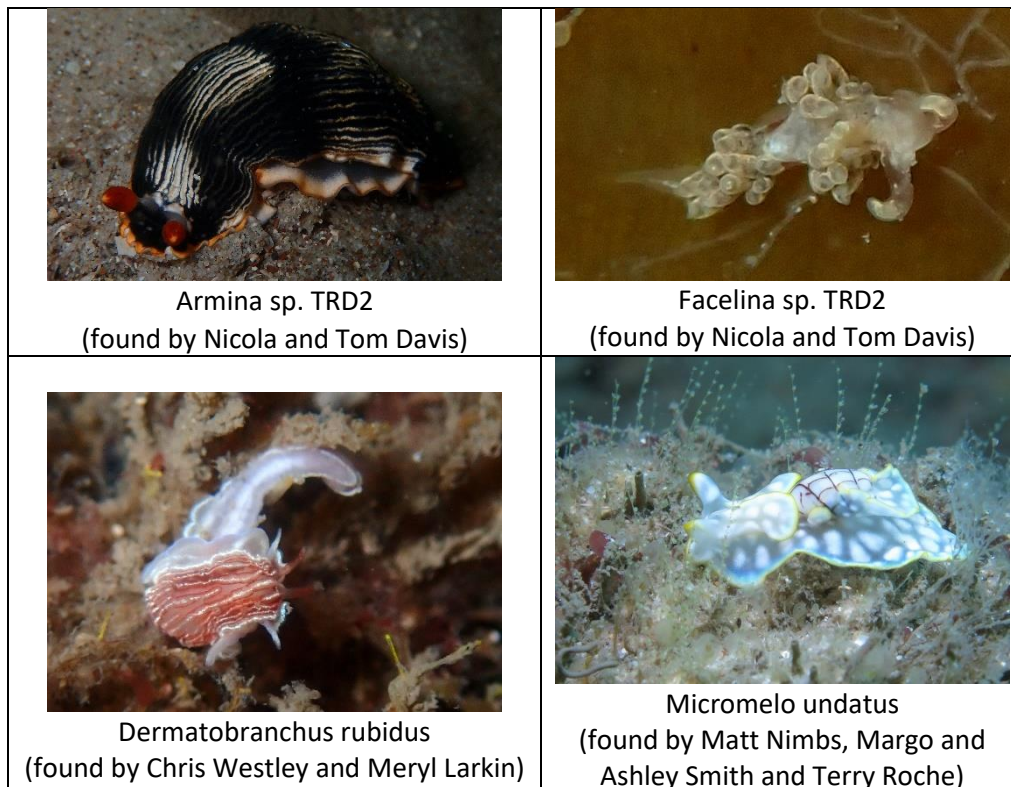 Armina sp. TRD2
(found by Nicola and Tom Davis)
Facelina sp. TRD2
(found by Nicola and Tom Davis)
Dermatobranchus rubidus
(found by Chris Westley and Meryl Larkin)
Micromelo undatus
(found by Matt Nimbs, Margo and
Ashley Smith and Terry Roche)